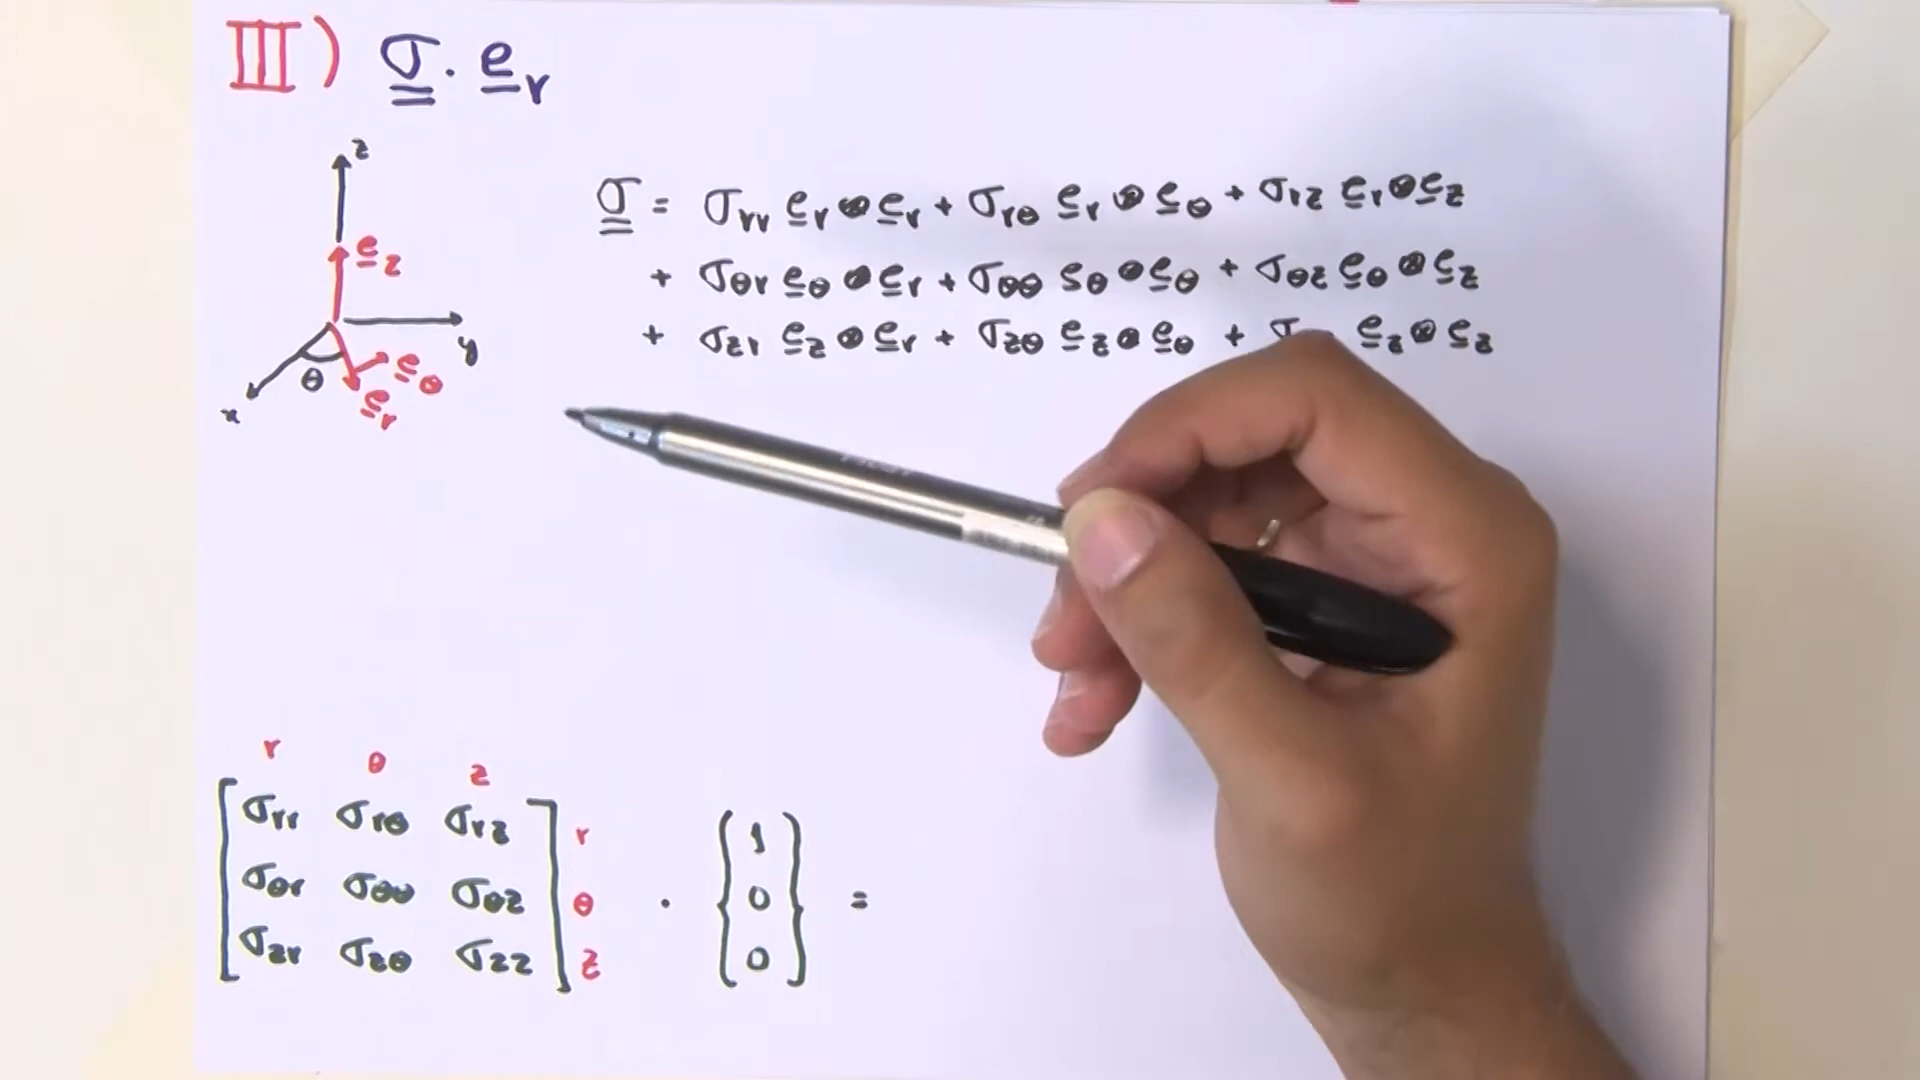 III) σ · e_r
z
e_z
y
e_θ
θ
e_r
x
σ = σ_rr e_r ⊗ e_r + σ_rθ e_r ⊗ e_θ + σ_rz e_r ⊗ e_z
+ σ_θr e_θ ⊗ e_r + σ_θθ e_θ ⊗ e_θ + σ_θz e_θ ⊗ e_z
+ σ_zr e_z ⊗ e_r + σ_zθ e_z ⊗ e_θ + σ e_z ⊗ e_z
r θ z
[ σ_rr σ_rθ σ_rz ] r { 1 }
[ σ_θr σ_θθ σ_θz ] θ · { 0 } =
[ σ_zr σ_zθ σ_zz ] z { 0 }